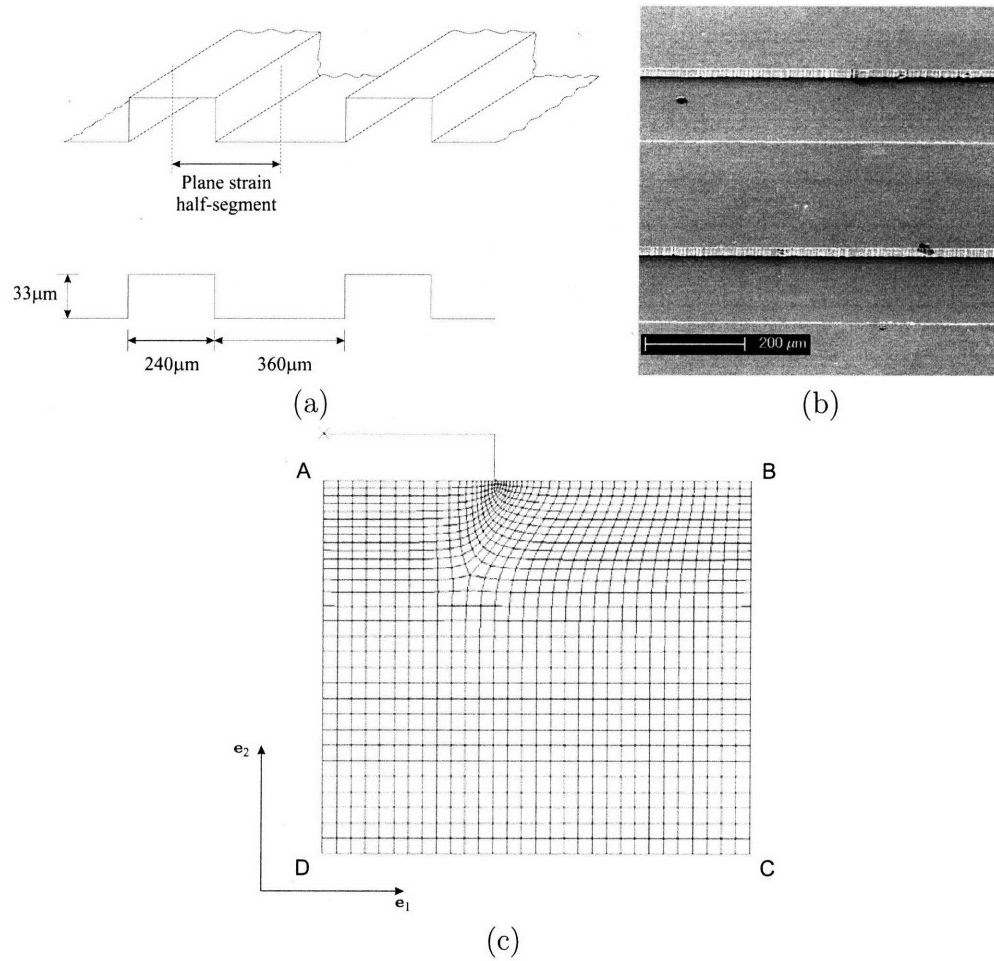 Plane strain
half-segment
33μm
240μm
360μm
(a)
200 μm
(b)
A
B
D
C
e2
e1
(c)